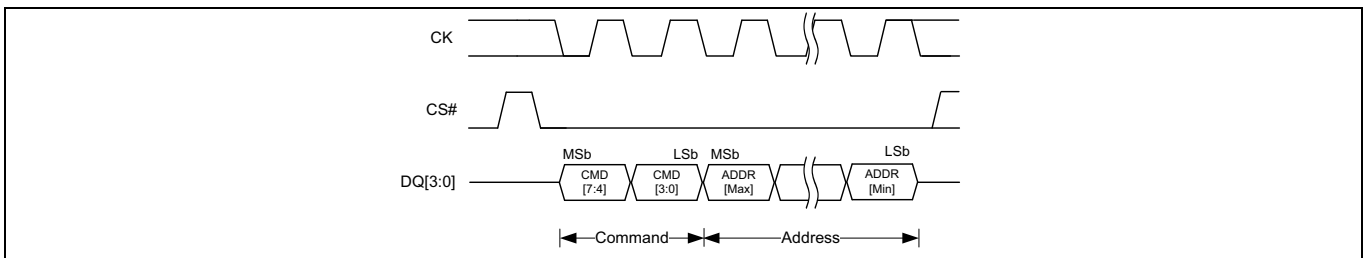 CK
CS#
MSb LSb MSb LSb
DQ[3:0] CMD CMD ADDR ADDR
[7:4] [3:0] [Max] [Min]
Command Address